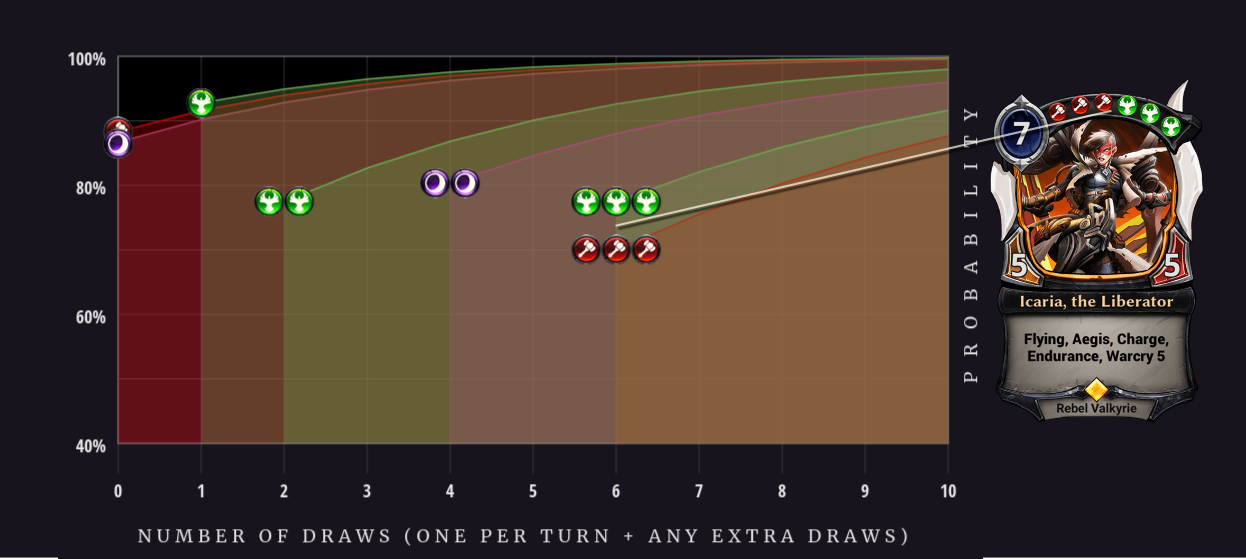 100%
80%
60%
40%
0 1 2 3 4 5 6 7 8 9 10
NUMBER OF DRAWS (ONE PER TURN + ANY EXTRA DRAWS)
PROBABILITY
7
5
5
Icaria, the Liberator
Flying, Aegis, Charge,
Endurance, Warcry 5
Rebel Valkyrie